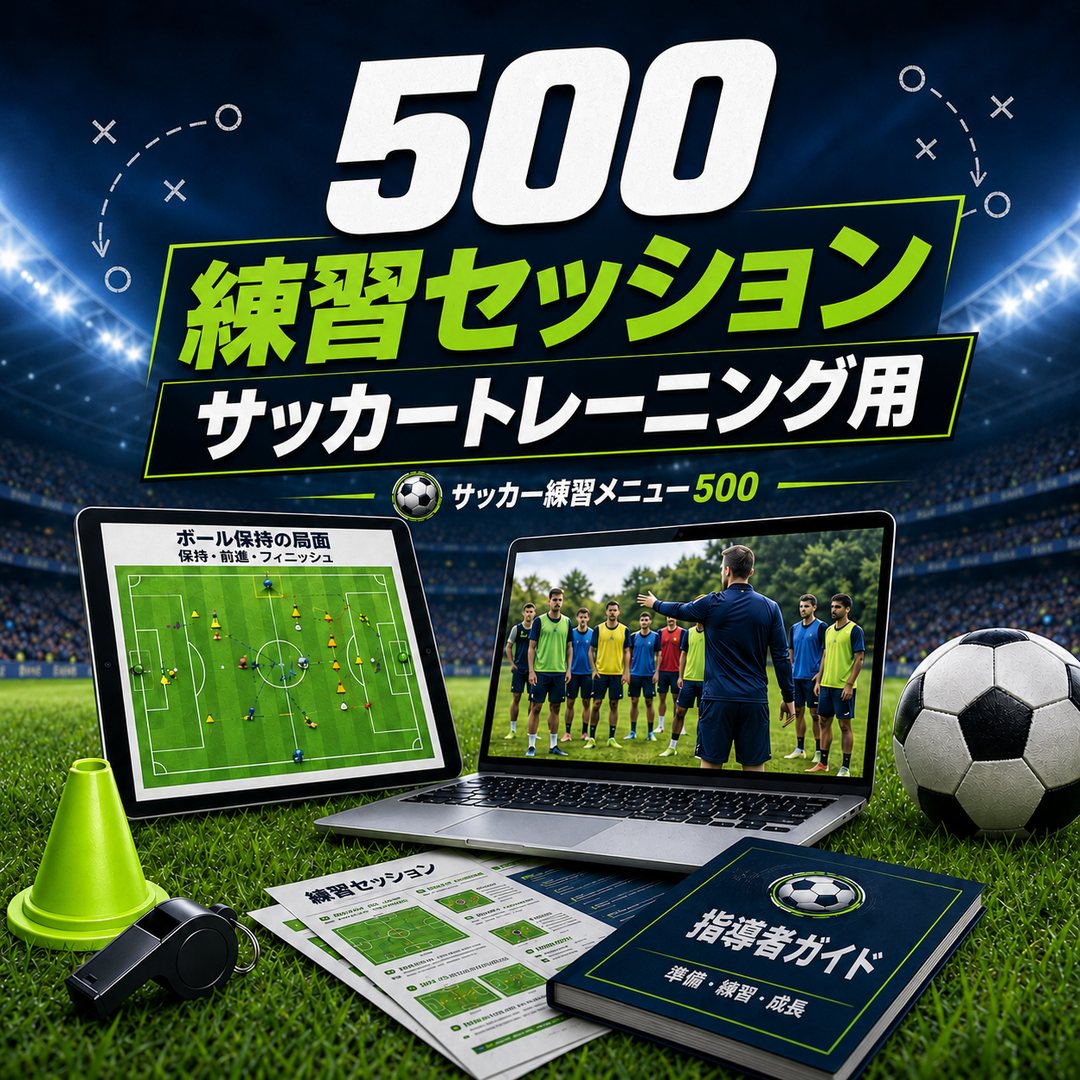 500
練習セッション
サッカートレーニング用
サッカー練習メニュー500
ボール保持の局面
保持・前進・フィニッシュ
練習セッション
指導者ガイド
準備・練習・成長